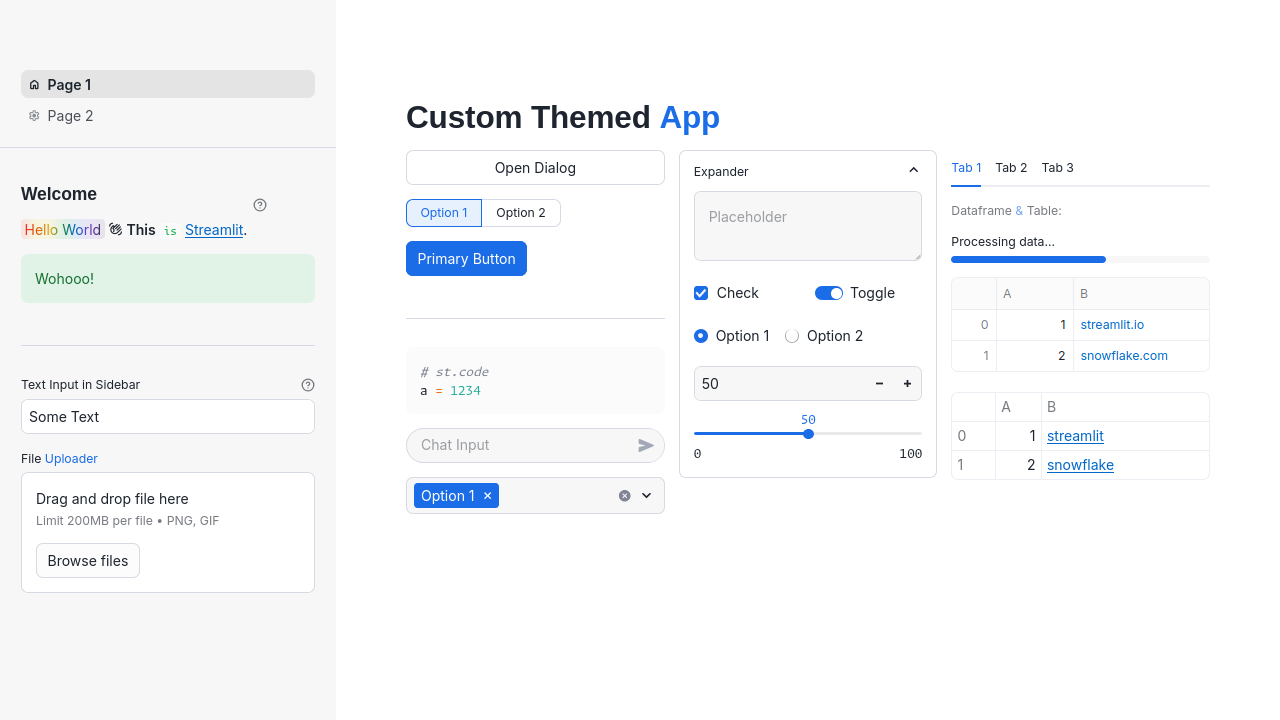 Page 1
Page 2
Welcome
Hello World 👋 This is Streamlit.
Wohooo!
Text Input in Sidebar
Some Text
File Uploader
Drag and drop file here
Limit 200MB per file • PNG, GIF
Browse files
Custom Themed App
Open Dialog
Option 1 Option 2
Primary Button
# st.code
a = 1234
Chat Input
Option 1
Expander
Placeholder
Check Toggle
Option 1 Option 2
50
50
0 100
Tab 1 Tab 2 Tab 3
Dataframe & Table:
Processing data...
A B
0 1 streamlit.io
1 2 snowflake.com
A B
0 1 streamlit
1 2 snowflake